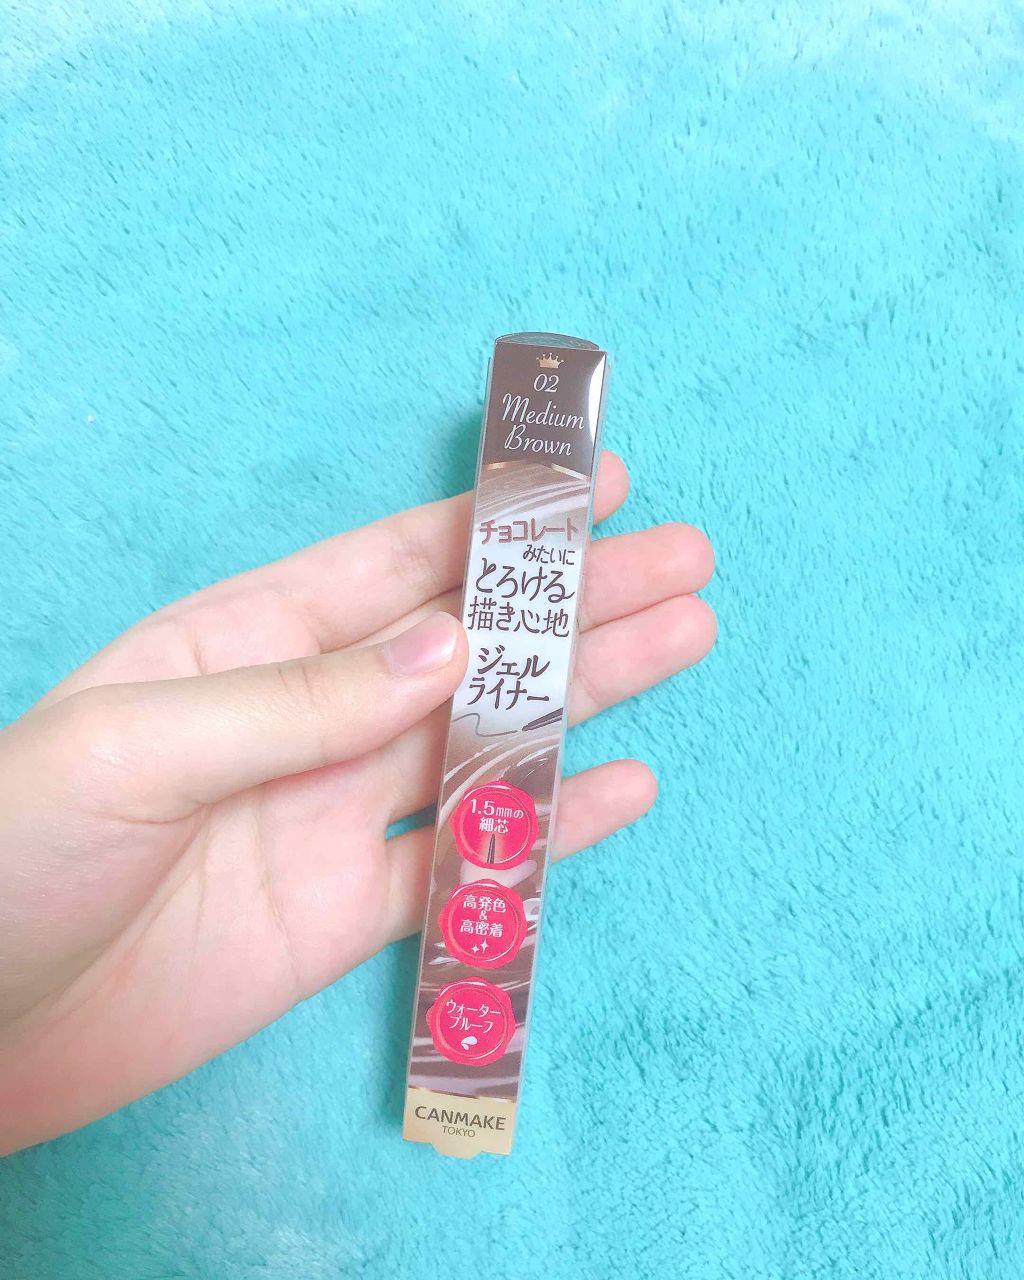 02
Medium
Brown
チョコレート
みたいに
とろける
描き心地
ジェル
ライナー
1.5mmの
細芯
高発色
&
高密着
ウォーター
プルーフ
CANMAKE
TOKYO